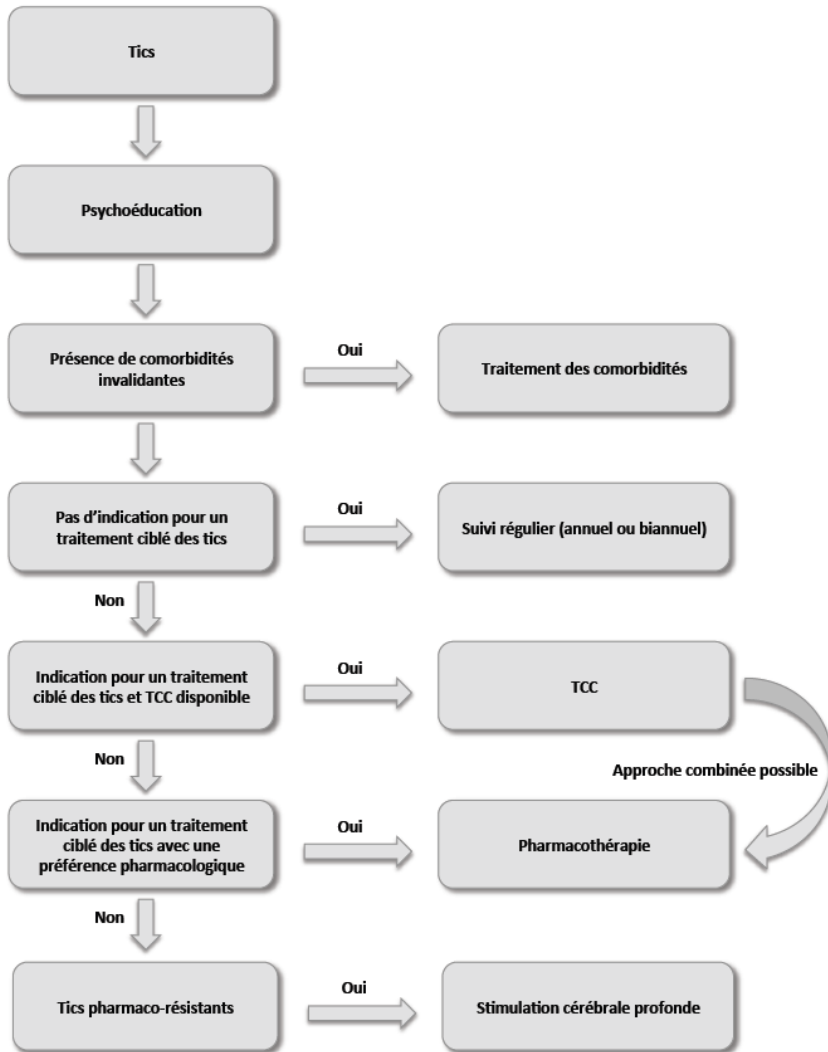 Tics
Psychoéducation
Présence de comorbidités
invalidantes
Oui
Traitement des comorbidités
Pas d'indication pour un
traitement ciblé des tics
Oui
Suivi régulier (annuel ou biannuel)
Non
Indication pour un traitement
ciblé des tics et TCC disponible
Oui
TCC
Non
Approche combinée possible
Indication pour un traitement
ciblé des tics avec une
préférence pharmacologique
Oui
Pharmacothérapie
Non
Tics pharmaco-résistants
Oui
Stimulation cérébrale profonde